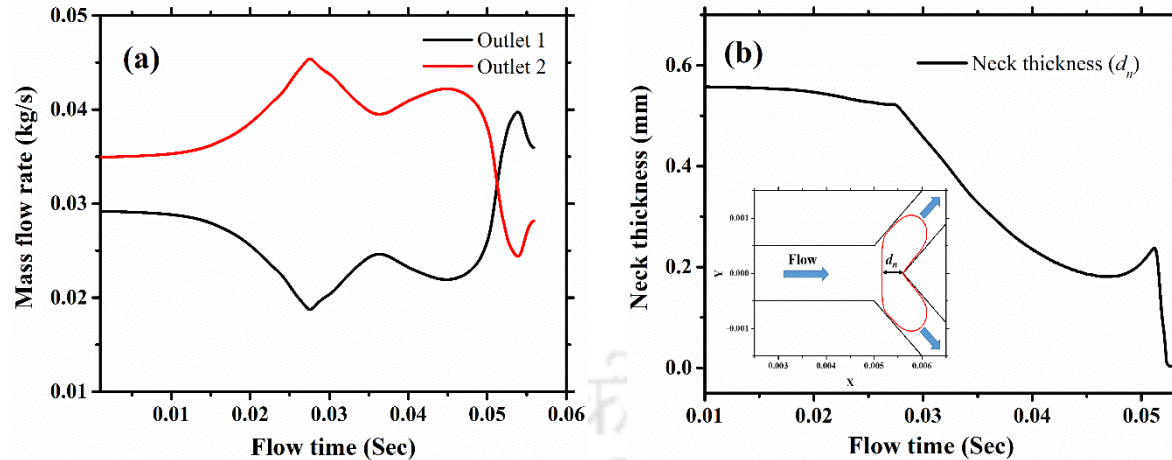 (a)
Outlet 1
Outlet 2
Mass flow rate (kg/s)
0.05
0.04
0.03
0.02
0.01
0.01 0.02 0.03 0.04 0.05 0.06
Flow time (Sec)
(b)
Neck thickness (dn)
Neck thickness (mm)
0.6
0.4
0.2
0.0
0.01 0.02 0.03 0.04 0.05
Flow time (Sec)
Flow
dn
Y
0.001
0.000
-0.001
0.003 0.004 0.005 0.006
X